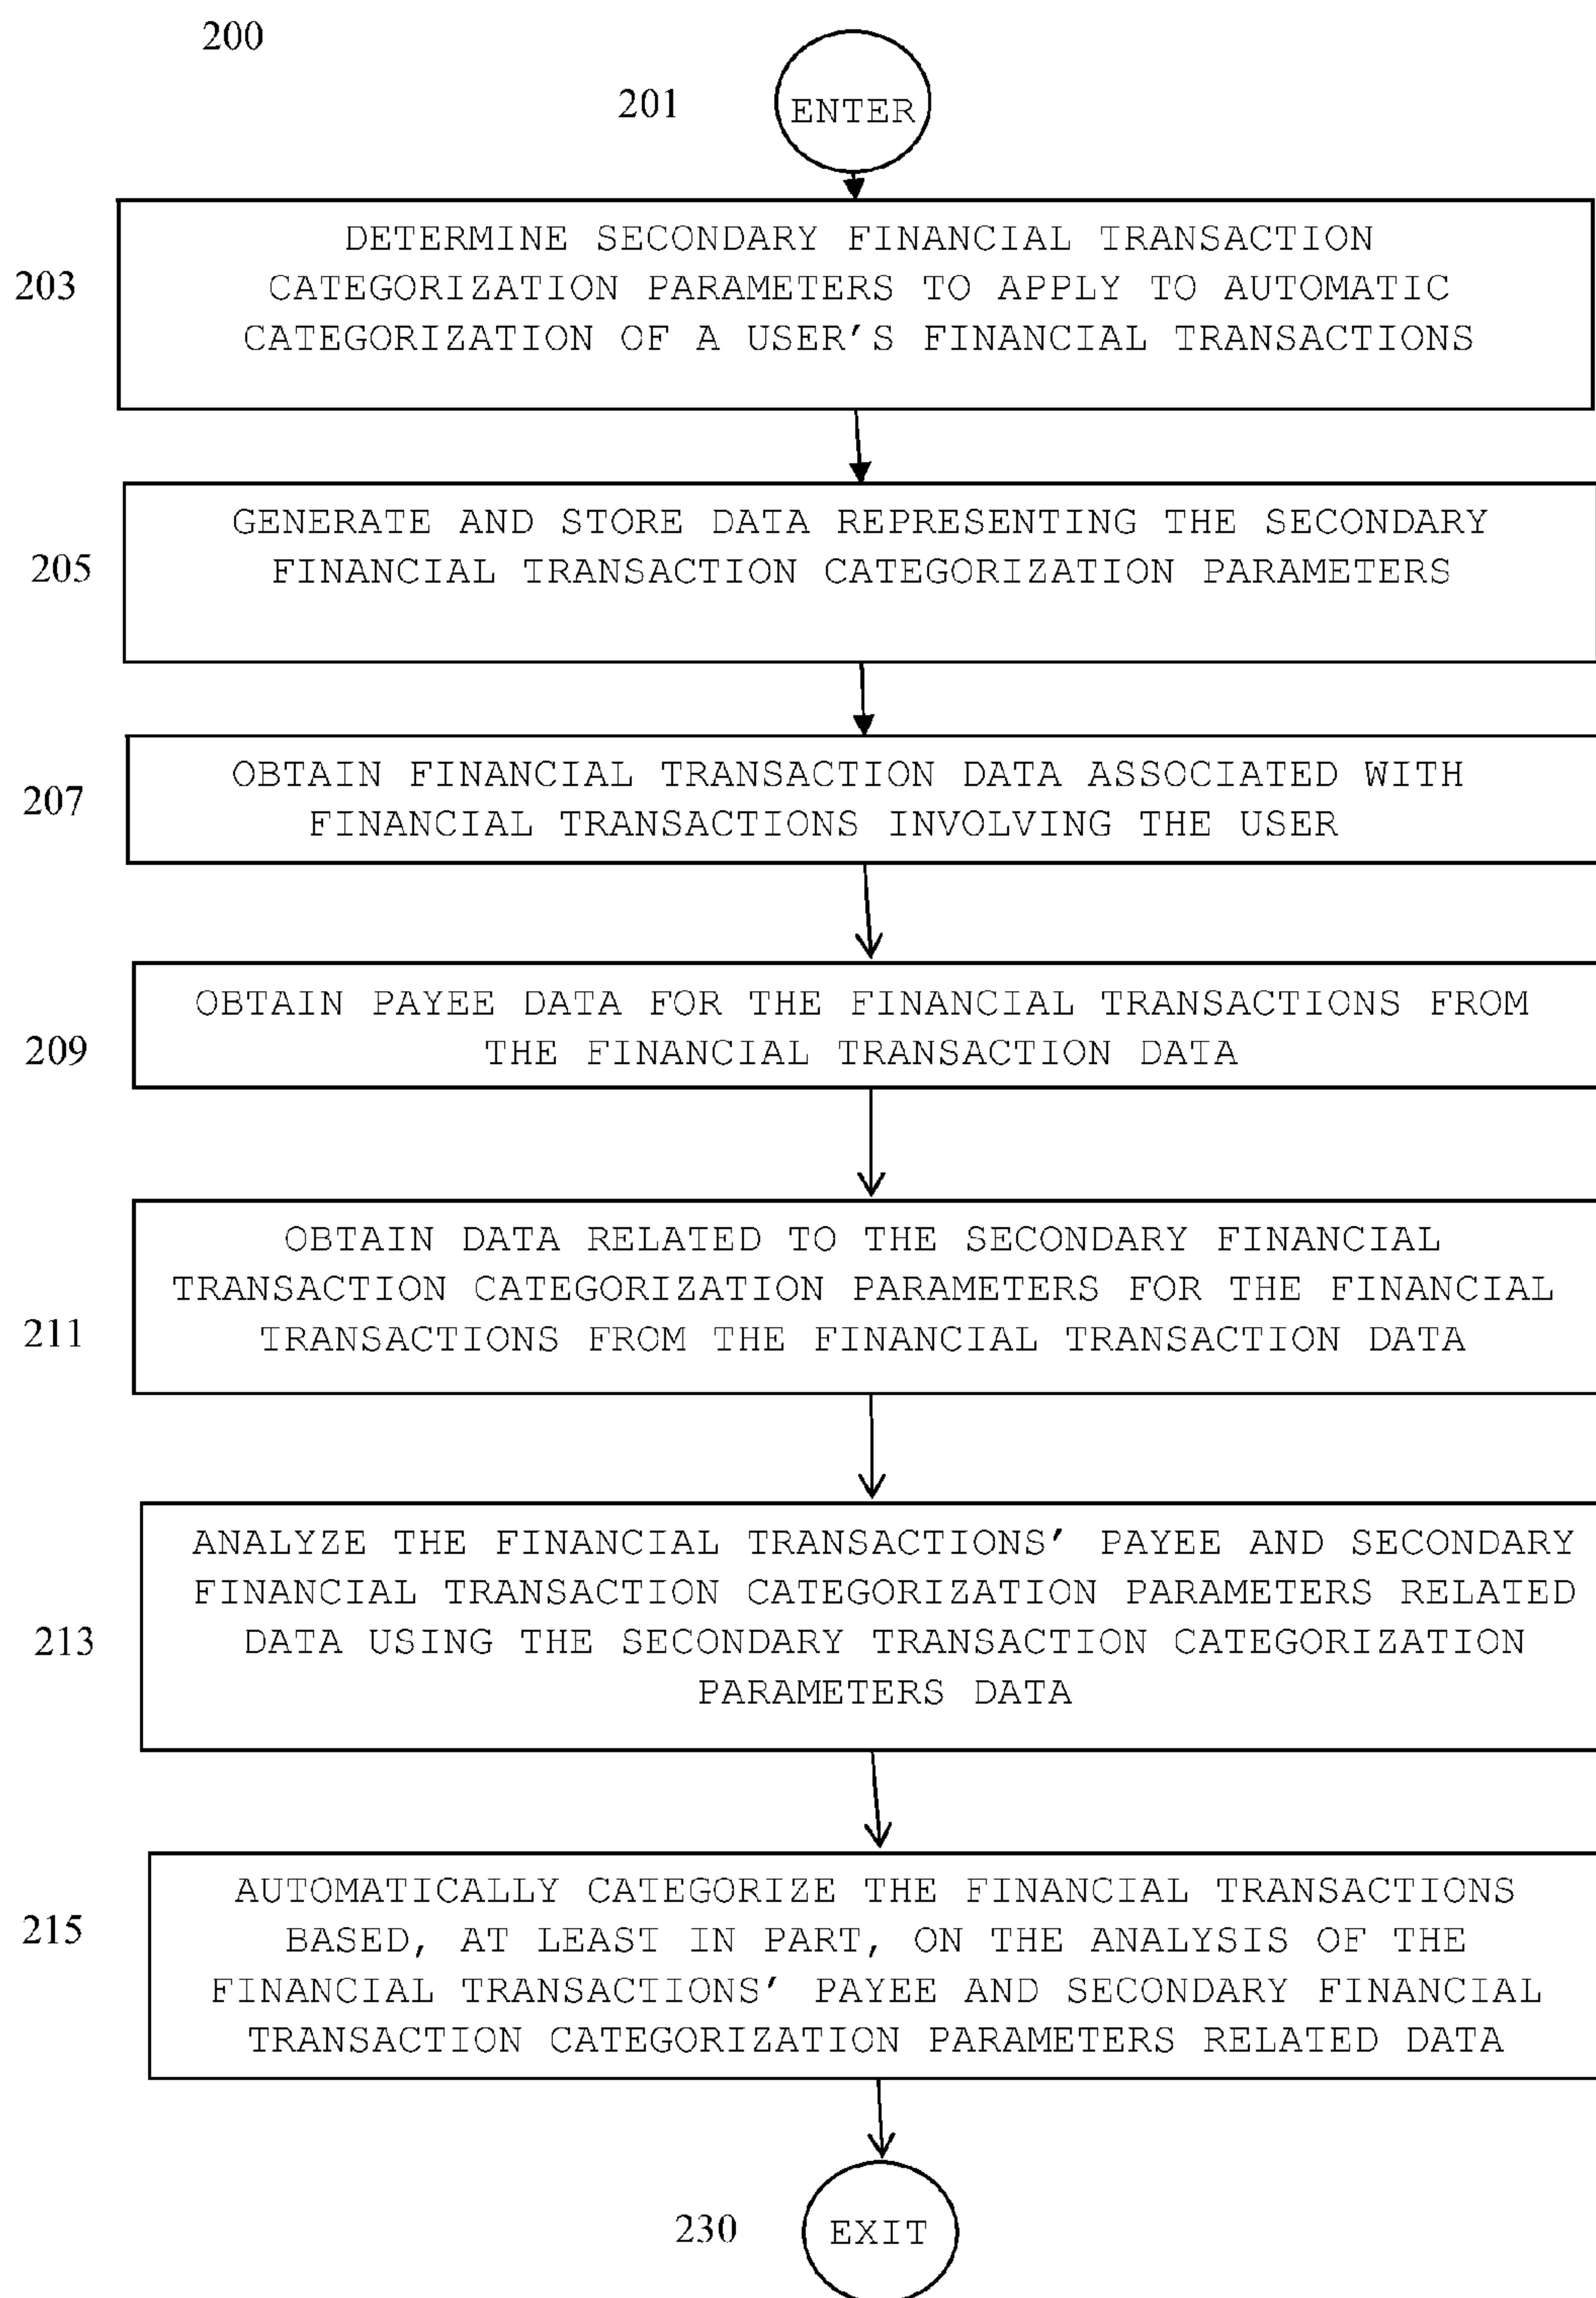 200
201
ENTER
203
DETERMINE SECONDARY FINANCIAL TRANSACTION
CATEGORIZATION PARAMETERS TO APPLY TO AUTOMATIC
CATEGORIZATION OF A USER'S FINANCIAL TRANSACTIONS
205
GENERATE AND STORE DATA REPRESENTING THE SECONDARY
FINANCIAL TRANSACTION CATEGORIZATION PARAMETERS
207
OBTAIN FINANCIAL TRANSACTION DATA ASSOCIATED WITH
FINANCIAL TRANSACTIONS INVOLVING THE USER
209
OBTAIN PAYEE DATA FOR THE FINANCIAL TRANSACTIONS FROM
THE FINANCIAL TRANSACTION DATA
211
OBTAIN DATA RELATED TO THE SECONDARY FINANCIAL
TRANSACTION CATEGORIZATION PARAMETERS FOR THE FINANCIAL
TRANSACTIONS FROM THE FINANCIAL TRANSACTION DATA
213
ANALYZE THE FINANCIAL TRANSACTIONS' PAYEE AND SECONDARY
FINANCIAL TRANSACTION CATEGORIZATION PARAMETERS RELATED
DATA USING THE SECONDARY TRANSACTION CATEGORIZATION
PARAMETERS DATA
215
AUTOMATICALLY CATEGORIZE THE FINANCIAL TRANSACTIONS
BASED, AT LEAST IN PART, ON THE ANALYSIS OF THE
FINANCIAL TRANSACTIONS' PAYEE AND SECONDARY FINANCIAL
TRANSACTION CATEGORIZATION PARAMETERS RELATED DATA
230
EXIT